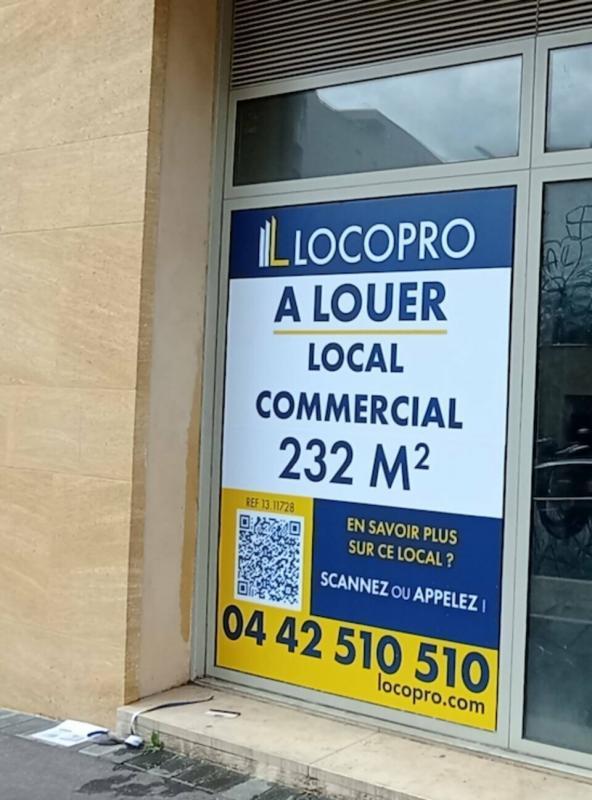 LOCOPRO
A LOUER
LOCAL
COMMERCIAL
232 M²
REF 13.11728
EN SAVOIR PLUS
SUR CE LOCAL ?
SCANNEZ OU APPELEZ !
04 42 510 510
locopro.com